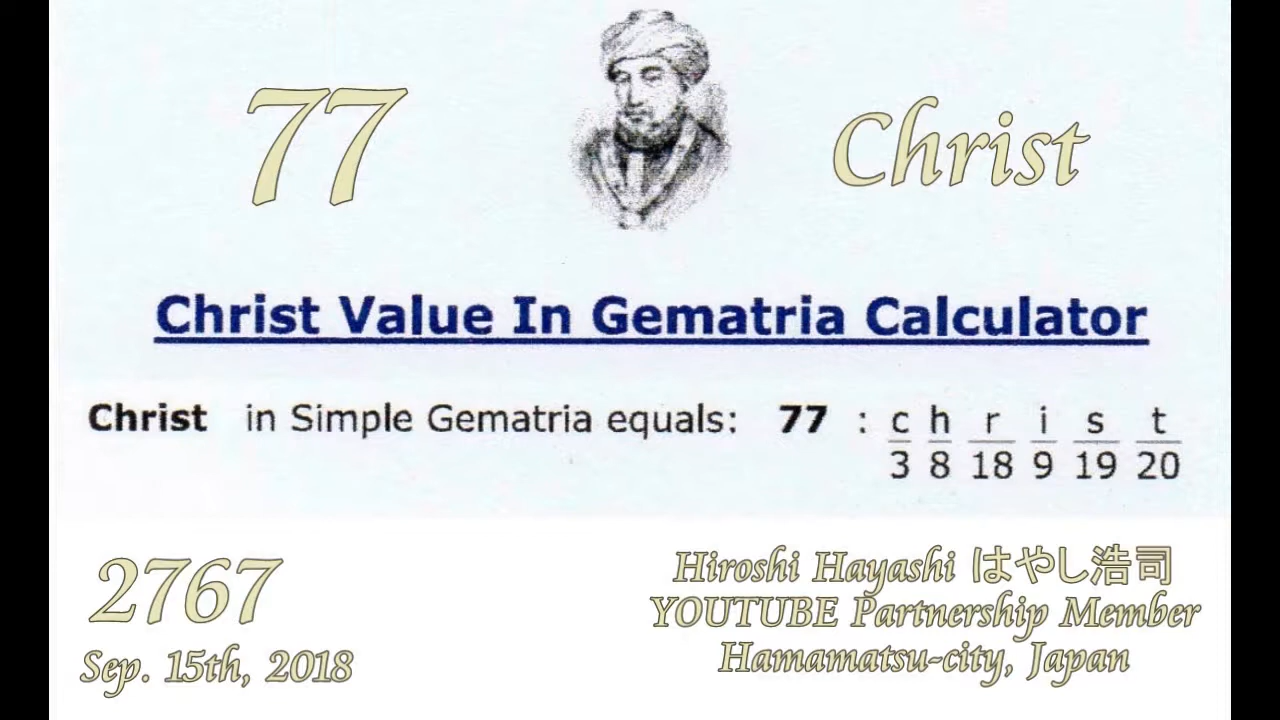 77
Christ
Christ Value In Gematria Calculator
Christ in Simple Gematria equals: 77 : c h r i s t
3 8 18 9 19 20
2767
Sep. 15th, 2018
Hiroshi Hayashi はやし浩司
YOUTUBE Partnership Member
Hamamatsu-city, Japan